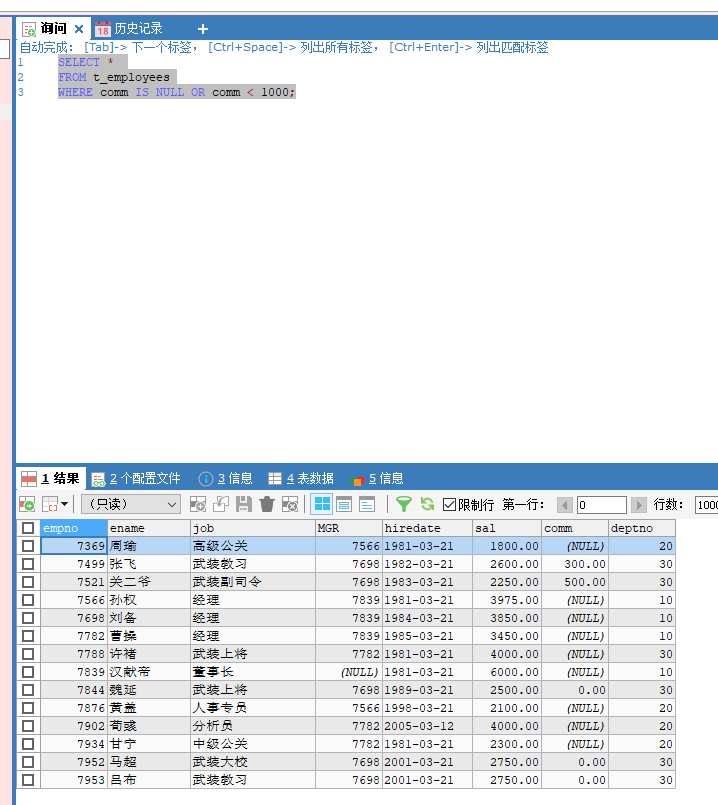 询问 历史记录
自动完成： [Tab]-> 下一个标签， [Ctrl+Space]-> 列出所有标签， [Ctrl+Enter]-> 列出匹配标签
1 SELECT *
2 FROM t_employees
3 WHERE comm IS NULL OR comm < 1000;
1 结果 2 个配置文件 3 信息 4 表数据 5 信息
（只读） 限制行 第一行： 0 行数： 1000
empno ename job MGR hiredate sal comm deptno
7369 周瑜 高级公关 7566 1981-03-21 1800.00 (NULL) 20
7499 张飞 武装教习 7698 1982-03-21 2600.00 300.00 30
7521 关二爷 武装副司令 7698 1983-03-21 2250.00 500.00 30
7566 孙权 经理 7839 1981-03-21 3975.00 (NULL) 10
7698 刘备 经理 7839 1984-03-21 3850.00 (NULL) 10
7782 曹操 经理 7839 1985-03-21 3450.00 (NULL) 10
7788 许褚 武装上将 7782 1981-03-21 4000.00 (NULL) 30
7839 汉献帝 董事长 (NULL) 1981-03-21 6000.00 (NULL) 10
7844 魏延 武装上将 7698 1989-03-21 2500.00 0.00 30
7876 黄盖 人事专员 7566 1998-03-21 2100.00 (NULL) 20
7902 荀彧 分析员 7782 2005-03-12 4000.00 (NULL) 20
7934 甘宁 中级公关 7782 1981-03-21 2300.00 (NULL) 20
7952 马超 武装大校 7698 2001-03-21 2750.00 0.00 30
7953 吕布 武装教习 7698 2001-03-21 2750.00 0.00 30